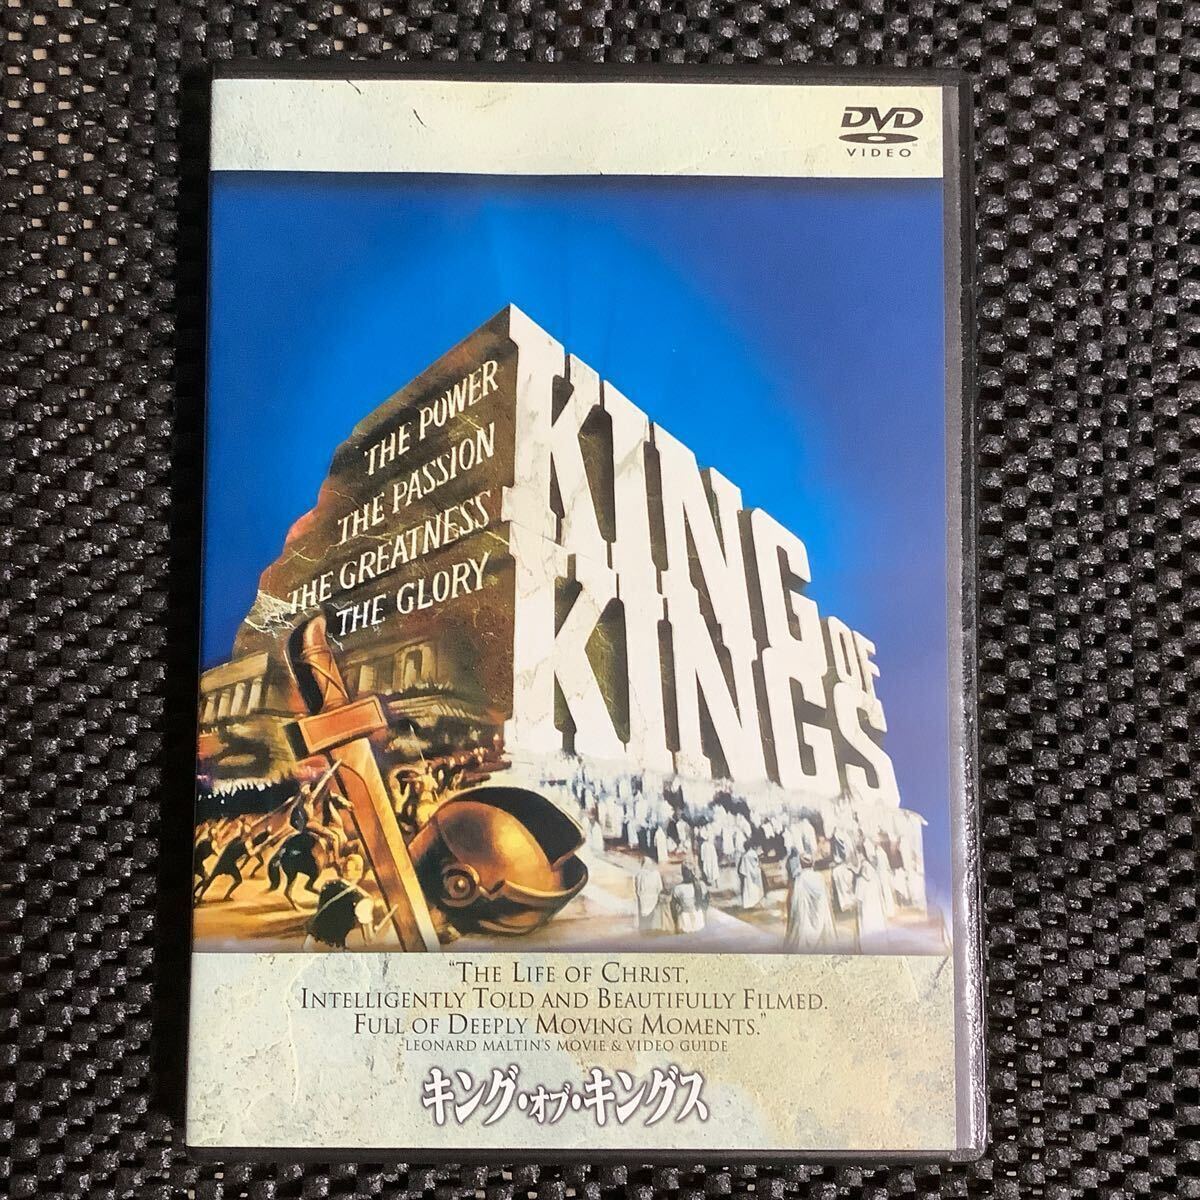 DVD
VIDEO
THE POWER
THE PASSION
THE GREATNESS
THE GLORY
KING
OF
KINGS
"THE LIFE OF CHRIST,
INTELLIGENTLY TOLD AND BEAUTIFULLY FILMED.
FULL OF DEEPLY MOVING MOMENTS."
-LEONARD MALTIN'S MOVIE & VIDEO GUIDE
キング・オブ・キングス